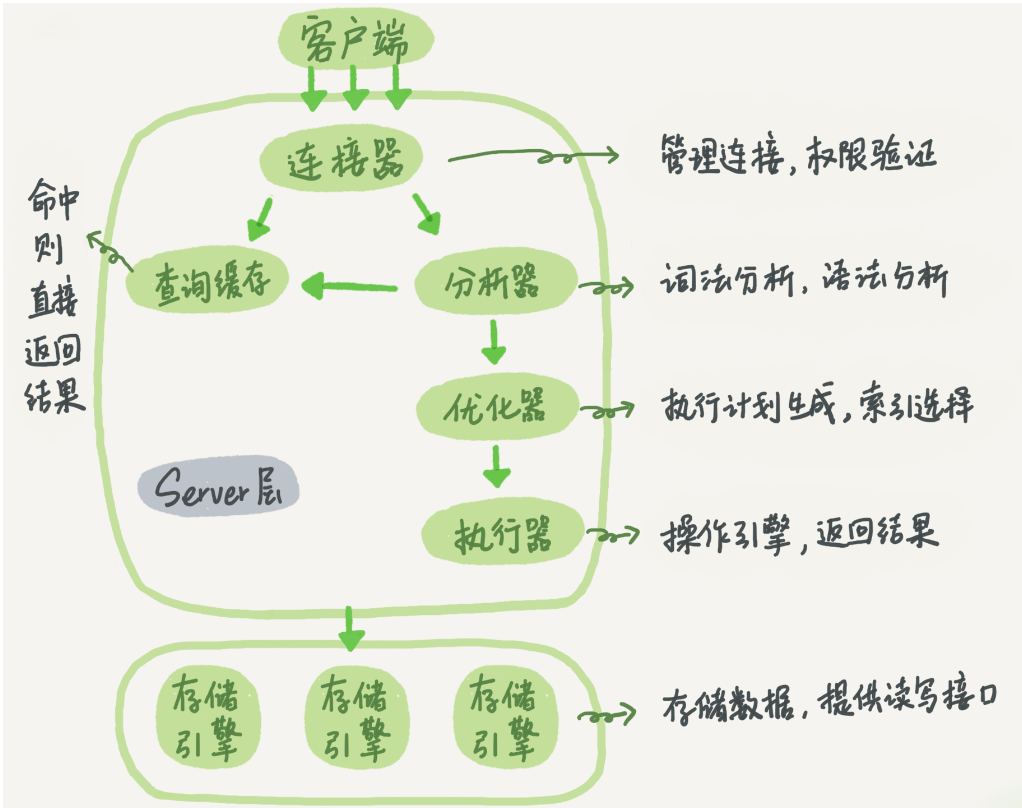 客户端
连接器
管理连接,权限验证
命中
则
直接
返回
结果
查询缓存
分析器
词法分析,语法分析
优化器
执行计划生成,索引选择
Server层
执行器
操作引擎,返回结果
存储
引擎
存储
引擎
存储
引擎
存储数据,提供读写接口